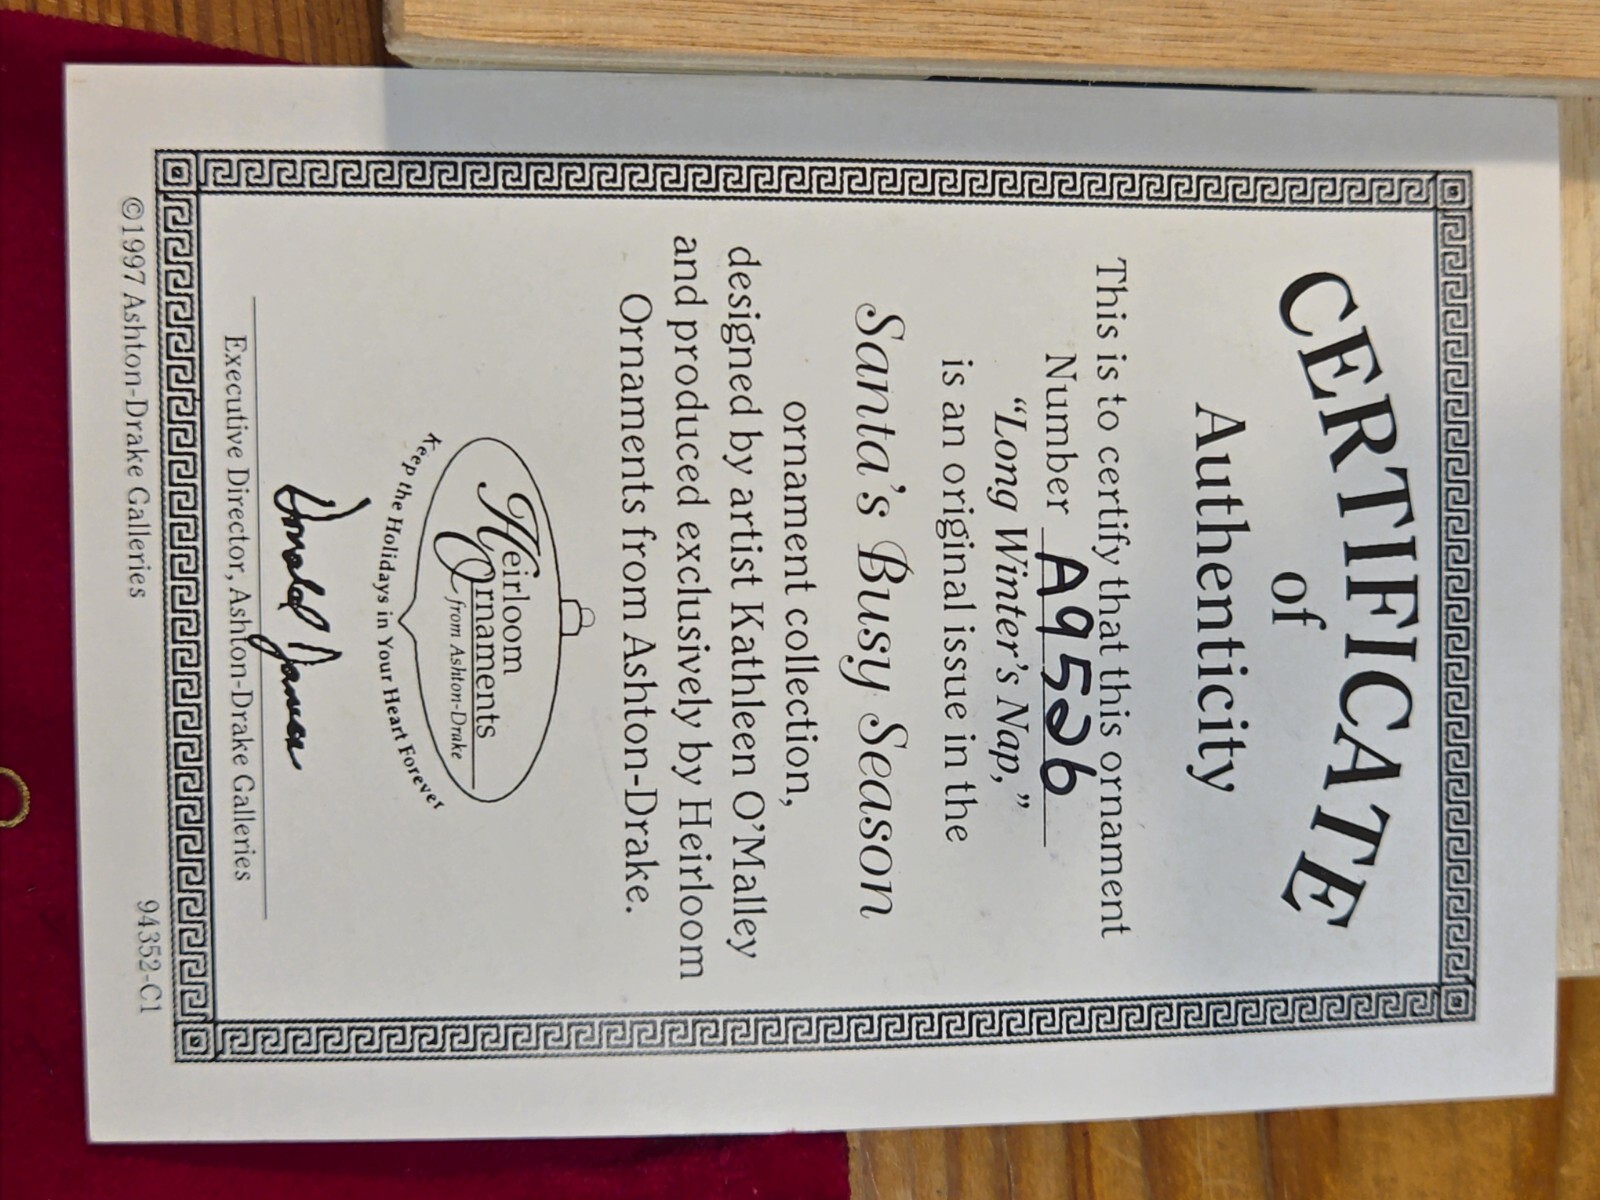 CERTIFICATE
of
Authenticity
This is to certify that this ornament
Number A9526
“Long Winter’s Nap,”
is an original issue in the
Santa’s Busy Season
ornament collection,
designed by artist Kathleen O’Malley
and produced exclusively by Heirloom
Ornaments from Ashton-Drake.
Heirloom
Ornaments
from Ashton-Drake
Keep the Holidays in Your Heart Forever
Executive Director, Ashton-Drake Galleries
©1997 Ashton-Drake Galleries
94352-C1